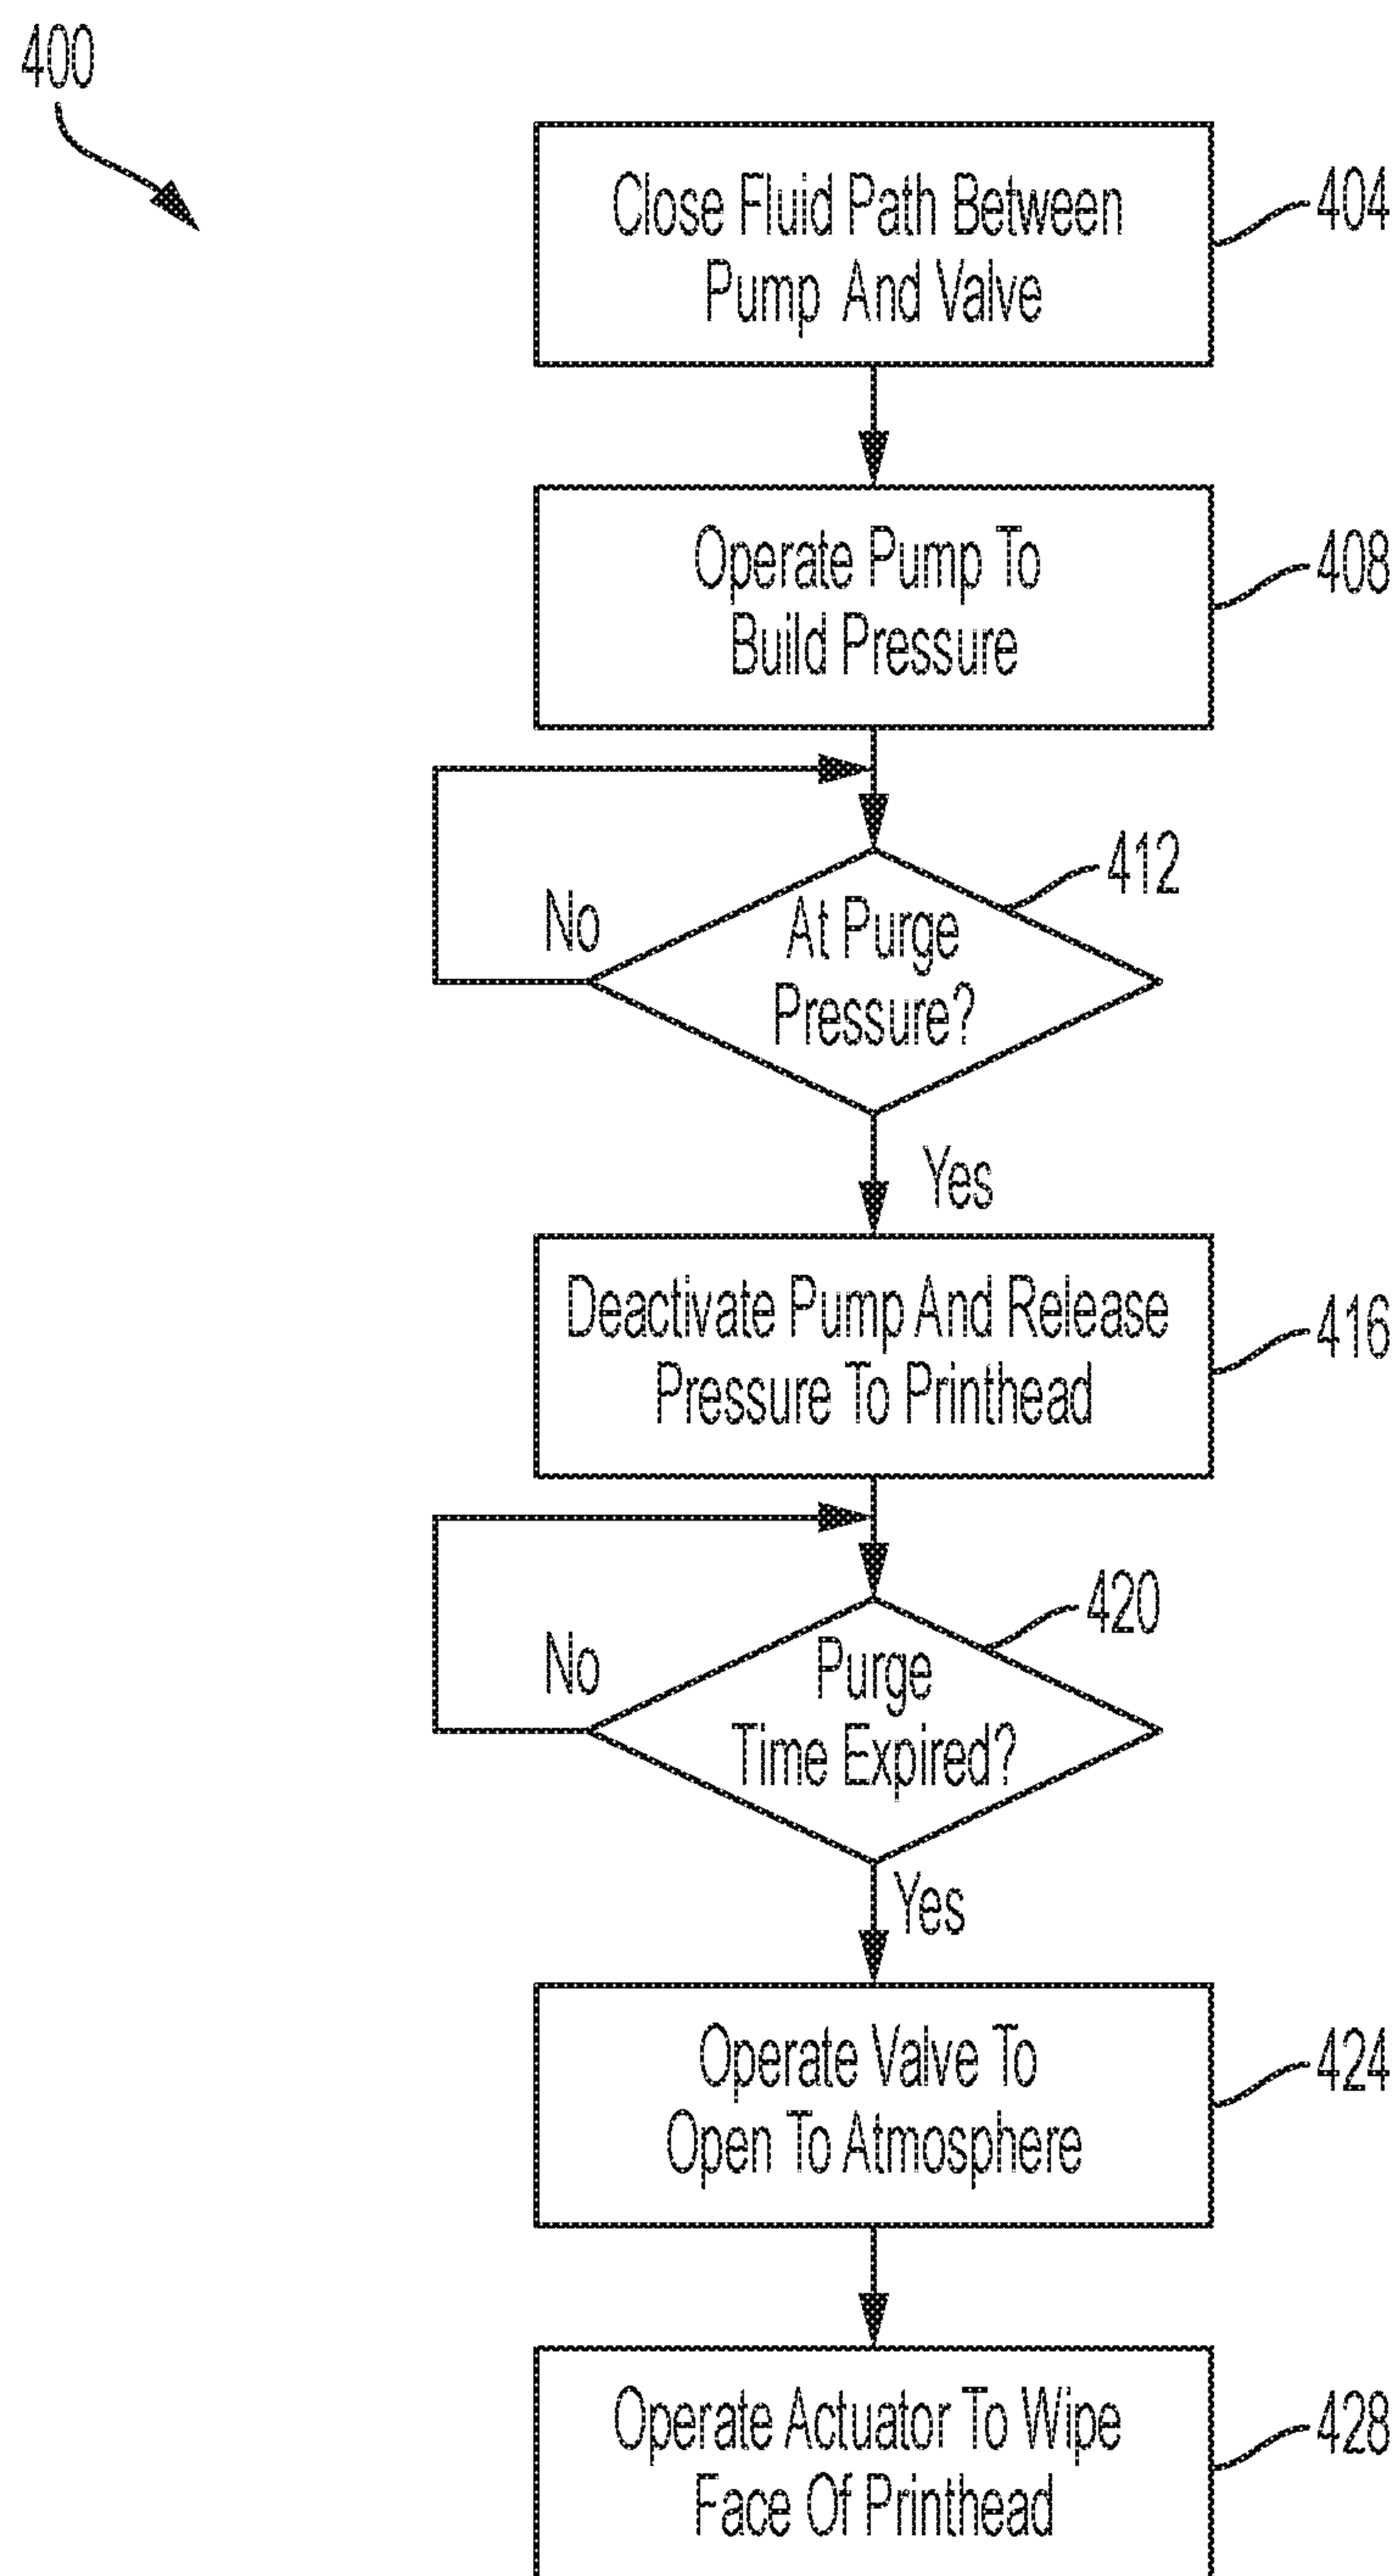 400
Close Fluid Path Between
Pump And Valve
404
Operate Pump To
Build Pressure
408
412
No
At Purge
Pressure?
Yes
Deactivate Pump And Release
Pressure To Printhead
416
420
No
Purge
Time Expired?
Yes
Operate Valve To
Open To Atmosphere
424
Operate Actuator To Wipe
Face Of Printhead
428